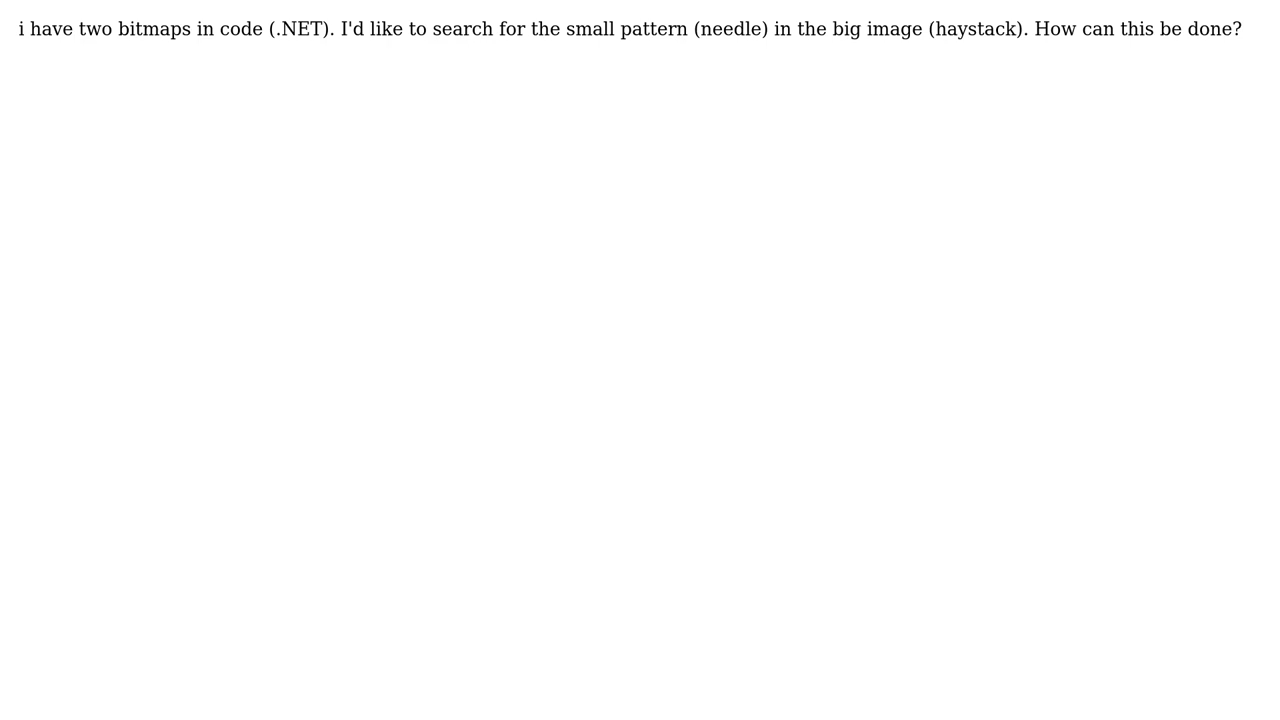 i have two bitmaps in code (.NET). I'd like to search for the small pattern (needle) in the big image (haystack). How can this be done?